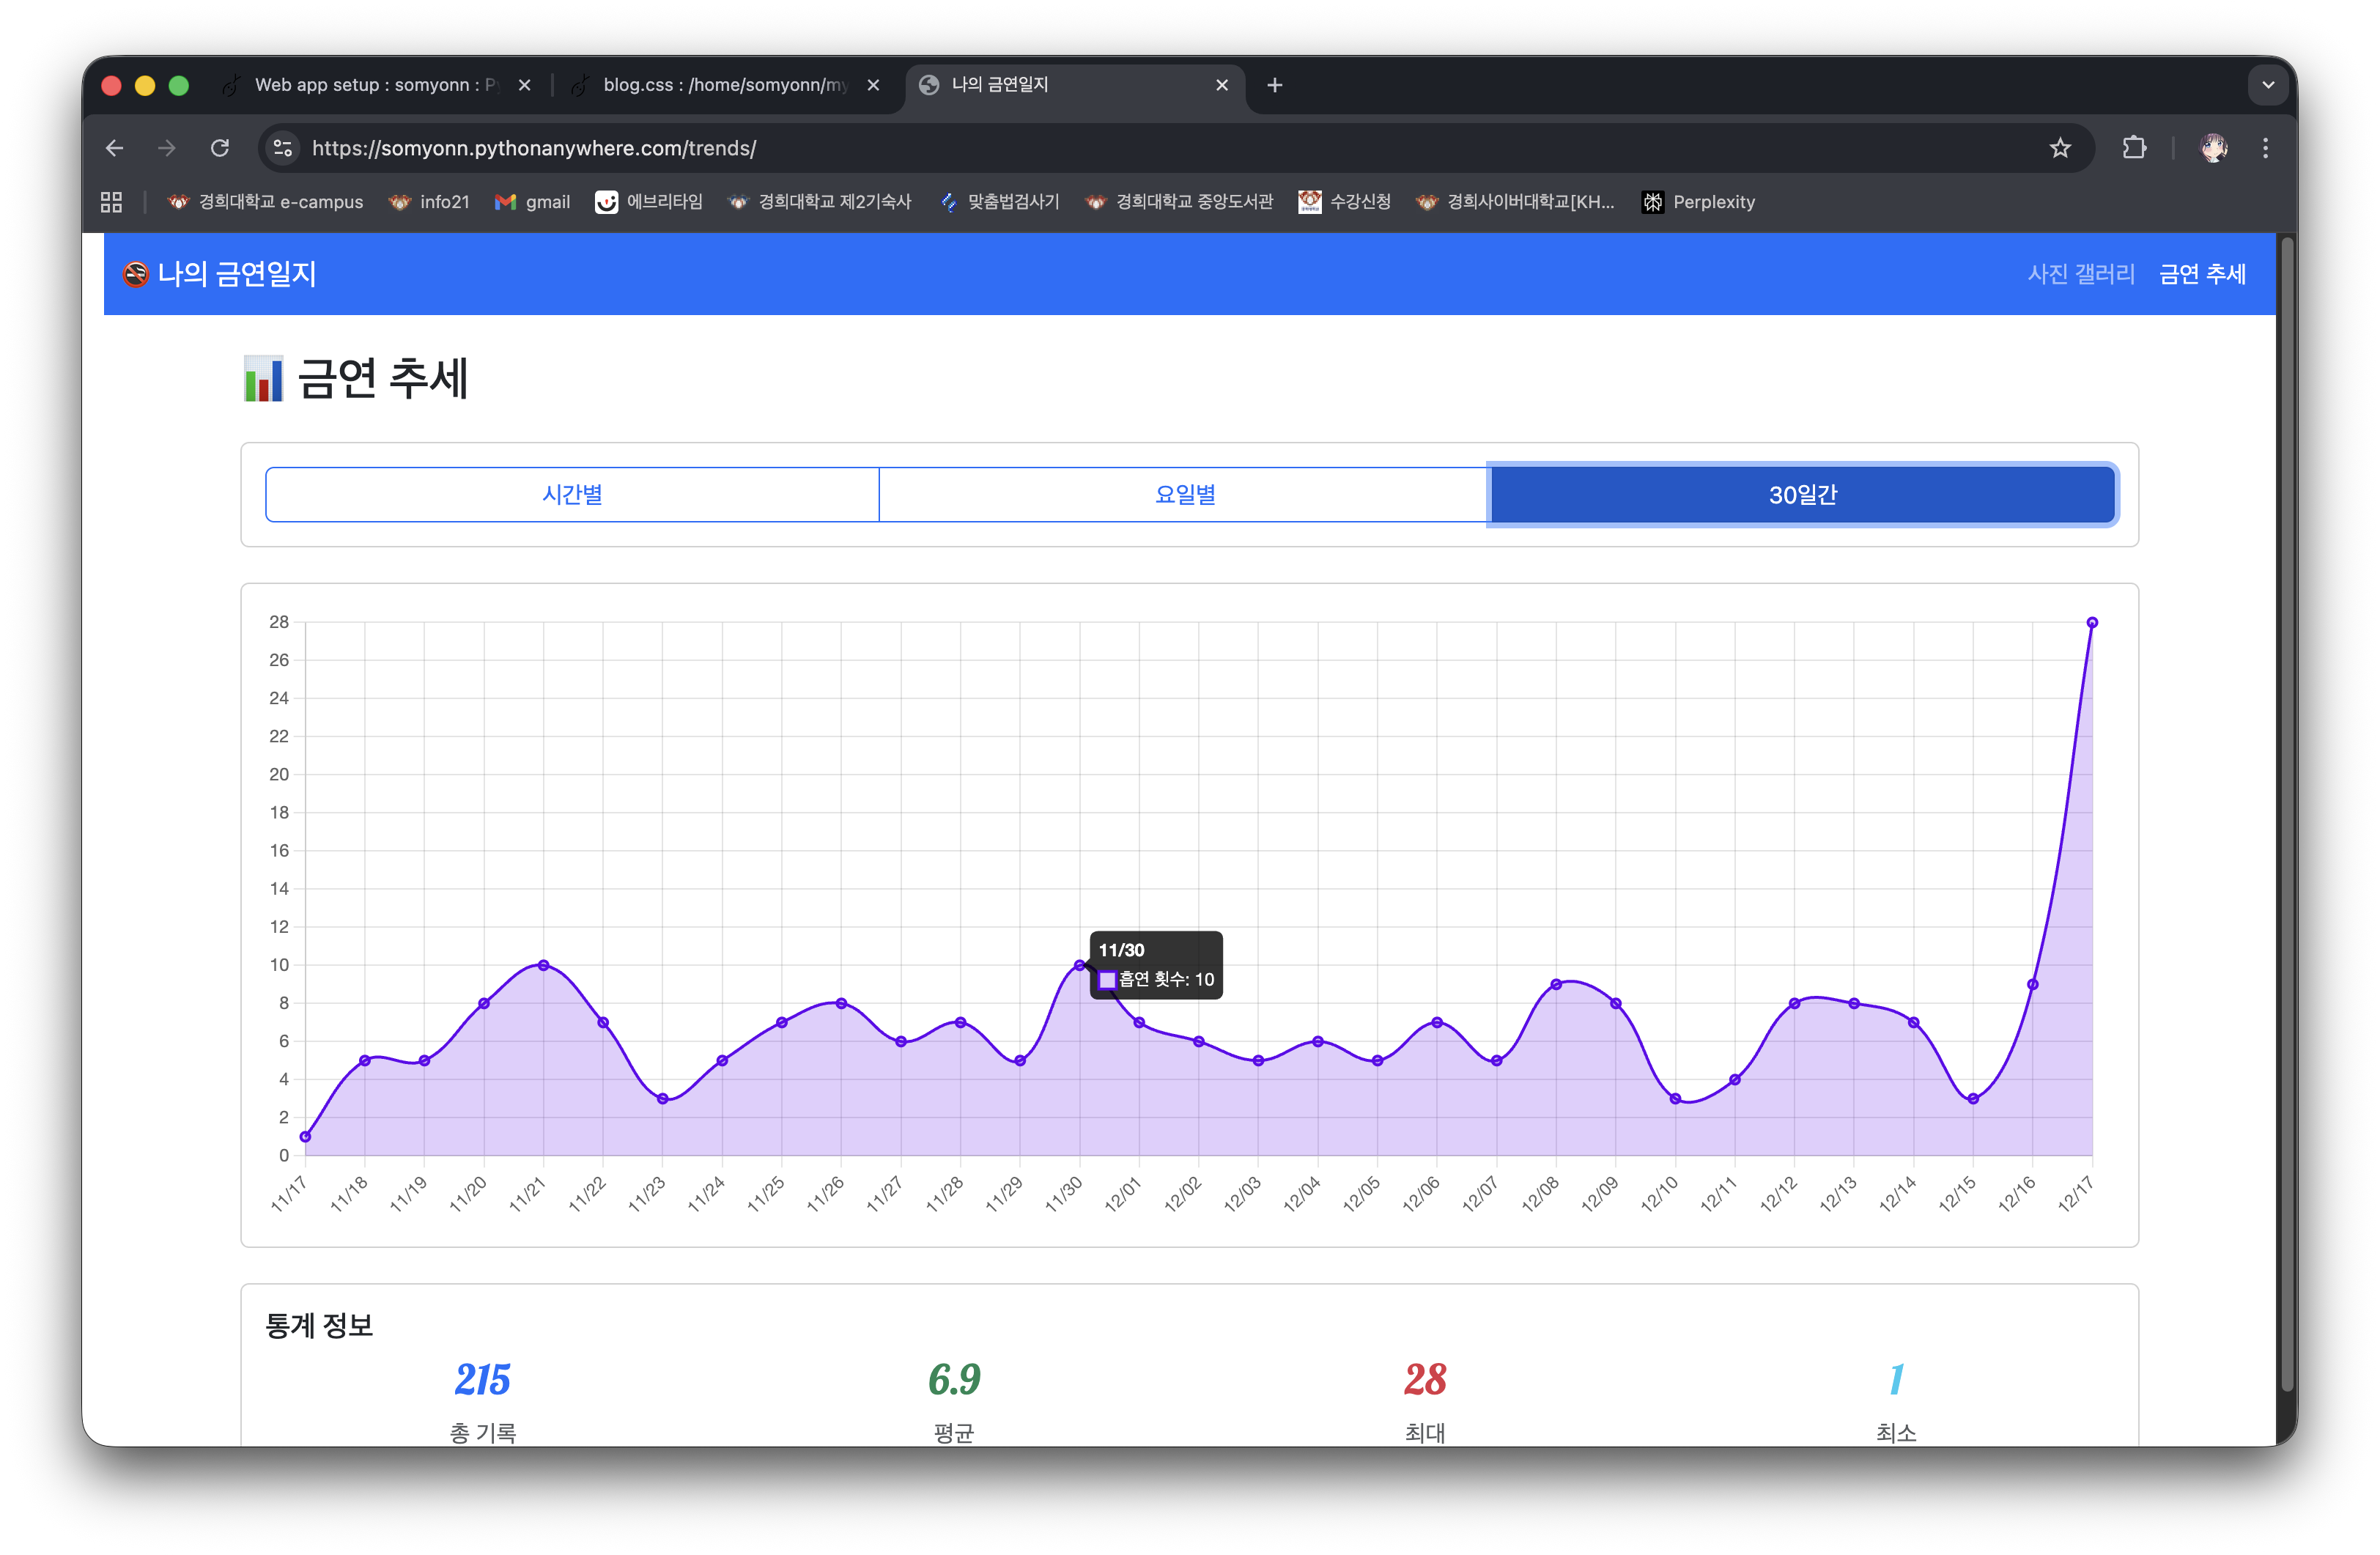 Web app setup : somyonn : Py
blog.css : /home/somyonn/my
나의 금연일지
https://somyonn.pythonanywhere.com/trends/
경희대학교 e-campus
info21
gmail
에브리타임
경희대학교 제2기숙사
맞춤법검사기
경희대학교 중앙도서관
수강신청
경희사이버대학교[KH...
Perplexity
나의 금연일지
사진 갤러리
금연 추세
금연 추세
시간별
요일별
30일간
28
26
24
22
20
18
16
14
12
10
8
6
4
2
0
11/30
흡연 횟수: 10
11/17
11/18
11/19
11/20
11/21
11/22
11/23
11/24
11/25
11/26
11/27
11/28
11/29
11/30
12/01
12/02
12/03
12/04
12/05
12/06
12/07
12/08
12/09
12/10
12/11
12/12
12/13
12/14
12/15
12/16
12/17
통계 정보
215
6.9
28
1
총 기록
평균
최대
최소